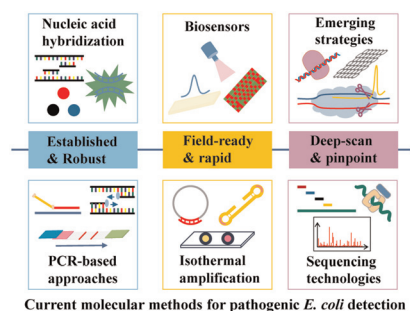 Nucleic acid
hybridization
Biosensors
Emerging
strategies
Established
& Robust
Field-ready
& rapid
Deep-scan
& pinpoint
PCR-based
approaches
Isothermal
amplification
Sequencing
technologies
Current molecular methods for pathogenic E. coli detection